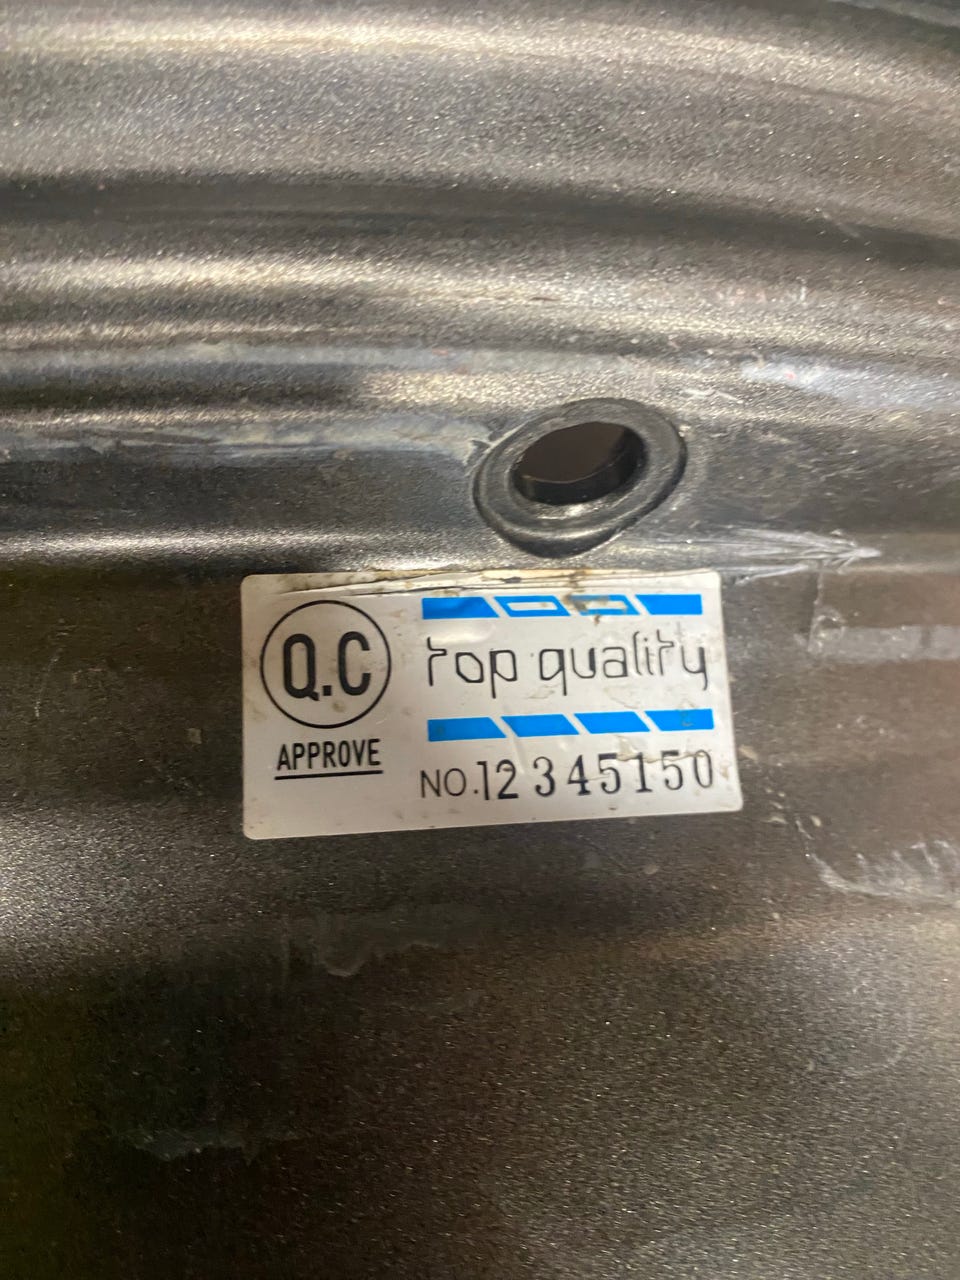 Q.C
APPROVE
top quality
NO.12345150